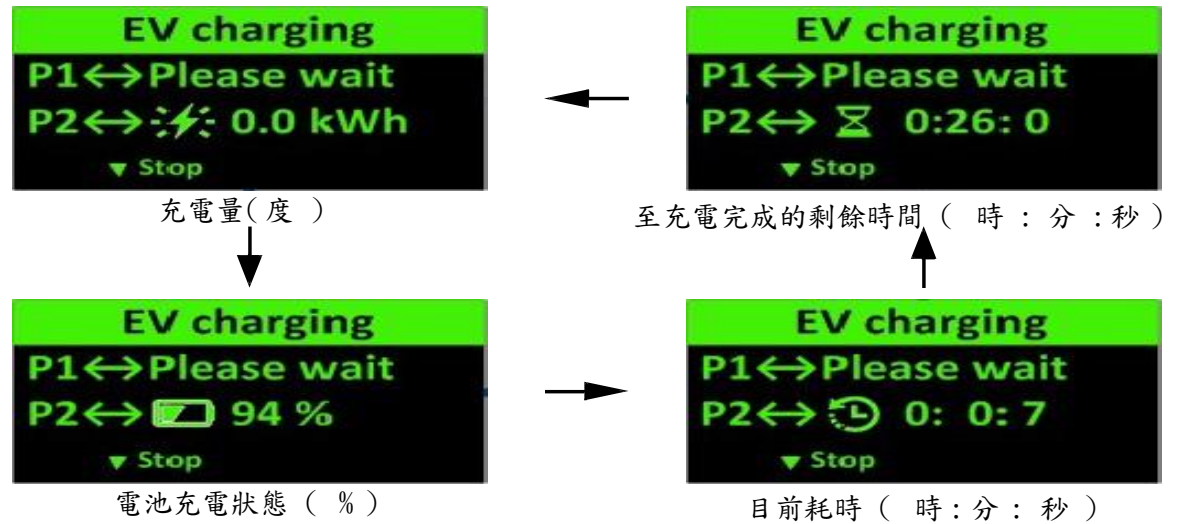 EV charging
P1↔Please wait
P2↔ 0.0 kWh
▼ Stop
充電量(度 )
EV charging
P1↔Please wait
P2↔ 0:26: 0
▼ Stop
至充電完成的剩餘時間 ( 時 : 分 :秒 )
EV charging
P1↔Please wait
P2↔ 94 %
▼ Stop
電池充電狀態 ( % )
EV charging
P1↔Please wait
P2↔ 0: 0: 7
▼ Stop
目前耗時 ( 時:分 : 秒 )